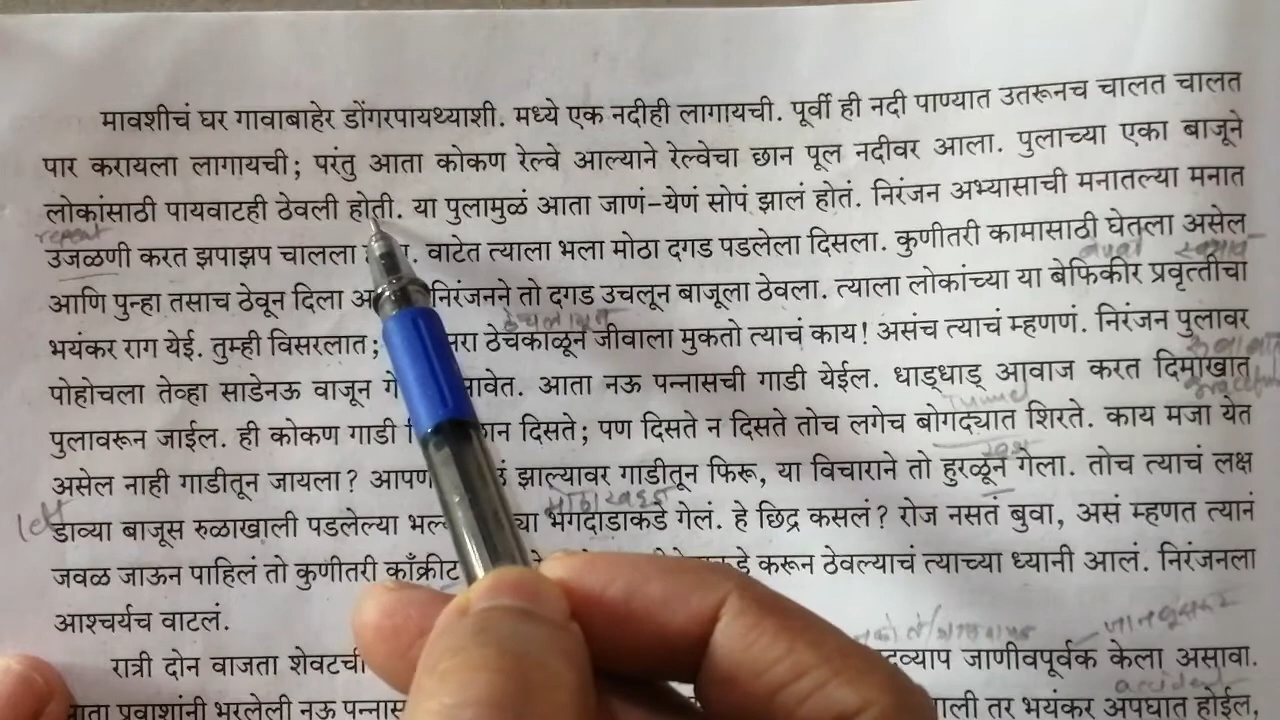 मावशीचं घर गावाबाहेर डोंगरपायथ्याशी. मध्ये एक नदीही लागायची. पूर्वी ही नदी पाण्यात उतरूनच चालत चालत
पार करायला लागायची; परंतु आता कोकण रेल्वे आल्याने रेल्वेचा छान पूल नदीवर आला. पुलाच्या एका बाजूने
लोकांसाठी पायवाटही ठेवली होती. या पुलामुळं आता जाणं-येणं सोपं झालं होतं. निरंजन अभ्यासाची मनातल्या मनात
repeat
उजळणी करत झपाझप चालला वाटेत त्याला भला मोठा दगड पडलेला दिसला. कुणीतरी कामासाठी घेतला असेल
आणि पुन्हा तसाच ठेवून दिला निरंजनने तो दगड उचलून बाजूला ठेवला. त्याला लोकांच्या या बेफिकीर प्रवृत्तीचा
भयंकर राग येई. तुम्ही विसरलात; ठेचकाळून जीवाला मुकतो त्याचं काय! असंच त्याचं म्हणणं. निरंजन पुलावर
पोहोचला तेव्हा साडेनऊ वाजून आता नऊ पन्नासची गाडी येईल. धाड्धाड् आवाज करत दिमाखात
Tunnel
पुलावरून जाईल. ही कोकण गाडी दिसते; पण दिसते न दिसते तोच लगेच बोगद्यात शिरते. काय मजा येत
असेल नाही गाडीतून जायला? आपण झाल्यावर गाडीतून फिरू, या विचाराने तो हुरळून गेला. तोच त्याचं लक्ष
left
डाव्या बाजूस रुळाखाली पडलेल्या भगदाडाकडे गेलं. हे छिद्र कसलं? रोज नसतं बुवा, असं म्हणत त्यानं
जवळ जाऊन पाहिलं तो कुणीतरी काँक्रीट करून ठेवल्याचं त्याच्या ध्यानी आलं. निरंजनला
आश्चर्यच वाटलं.
जानबूझकर
रात्री दोन वाजता शेवटची जाणीवपूर्वक केला असावा.
accident
प्रवाशांनी भरलेली नऊ तर भयंकर अपघात होईल,